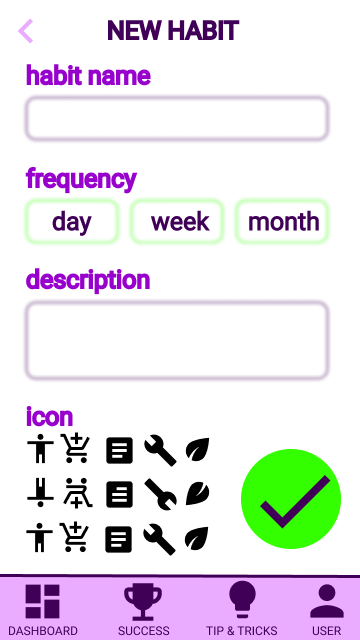 NEW HABIT
habit name
frequency
day week month
description
icon
DASHBOARD SUCCESS TIP & TRICKS USER